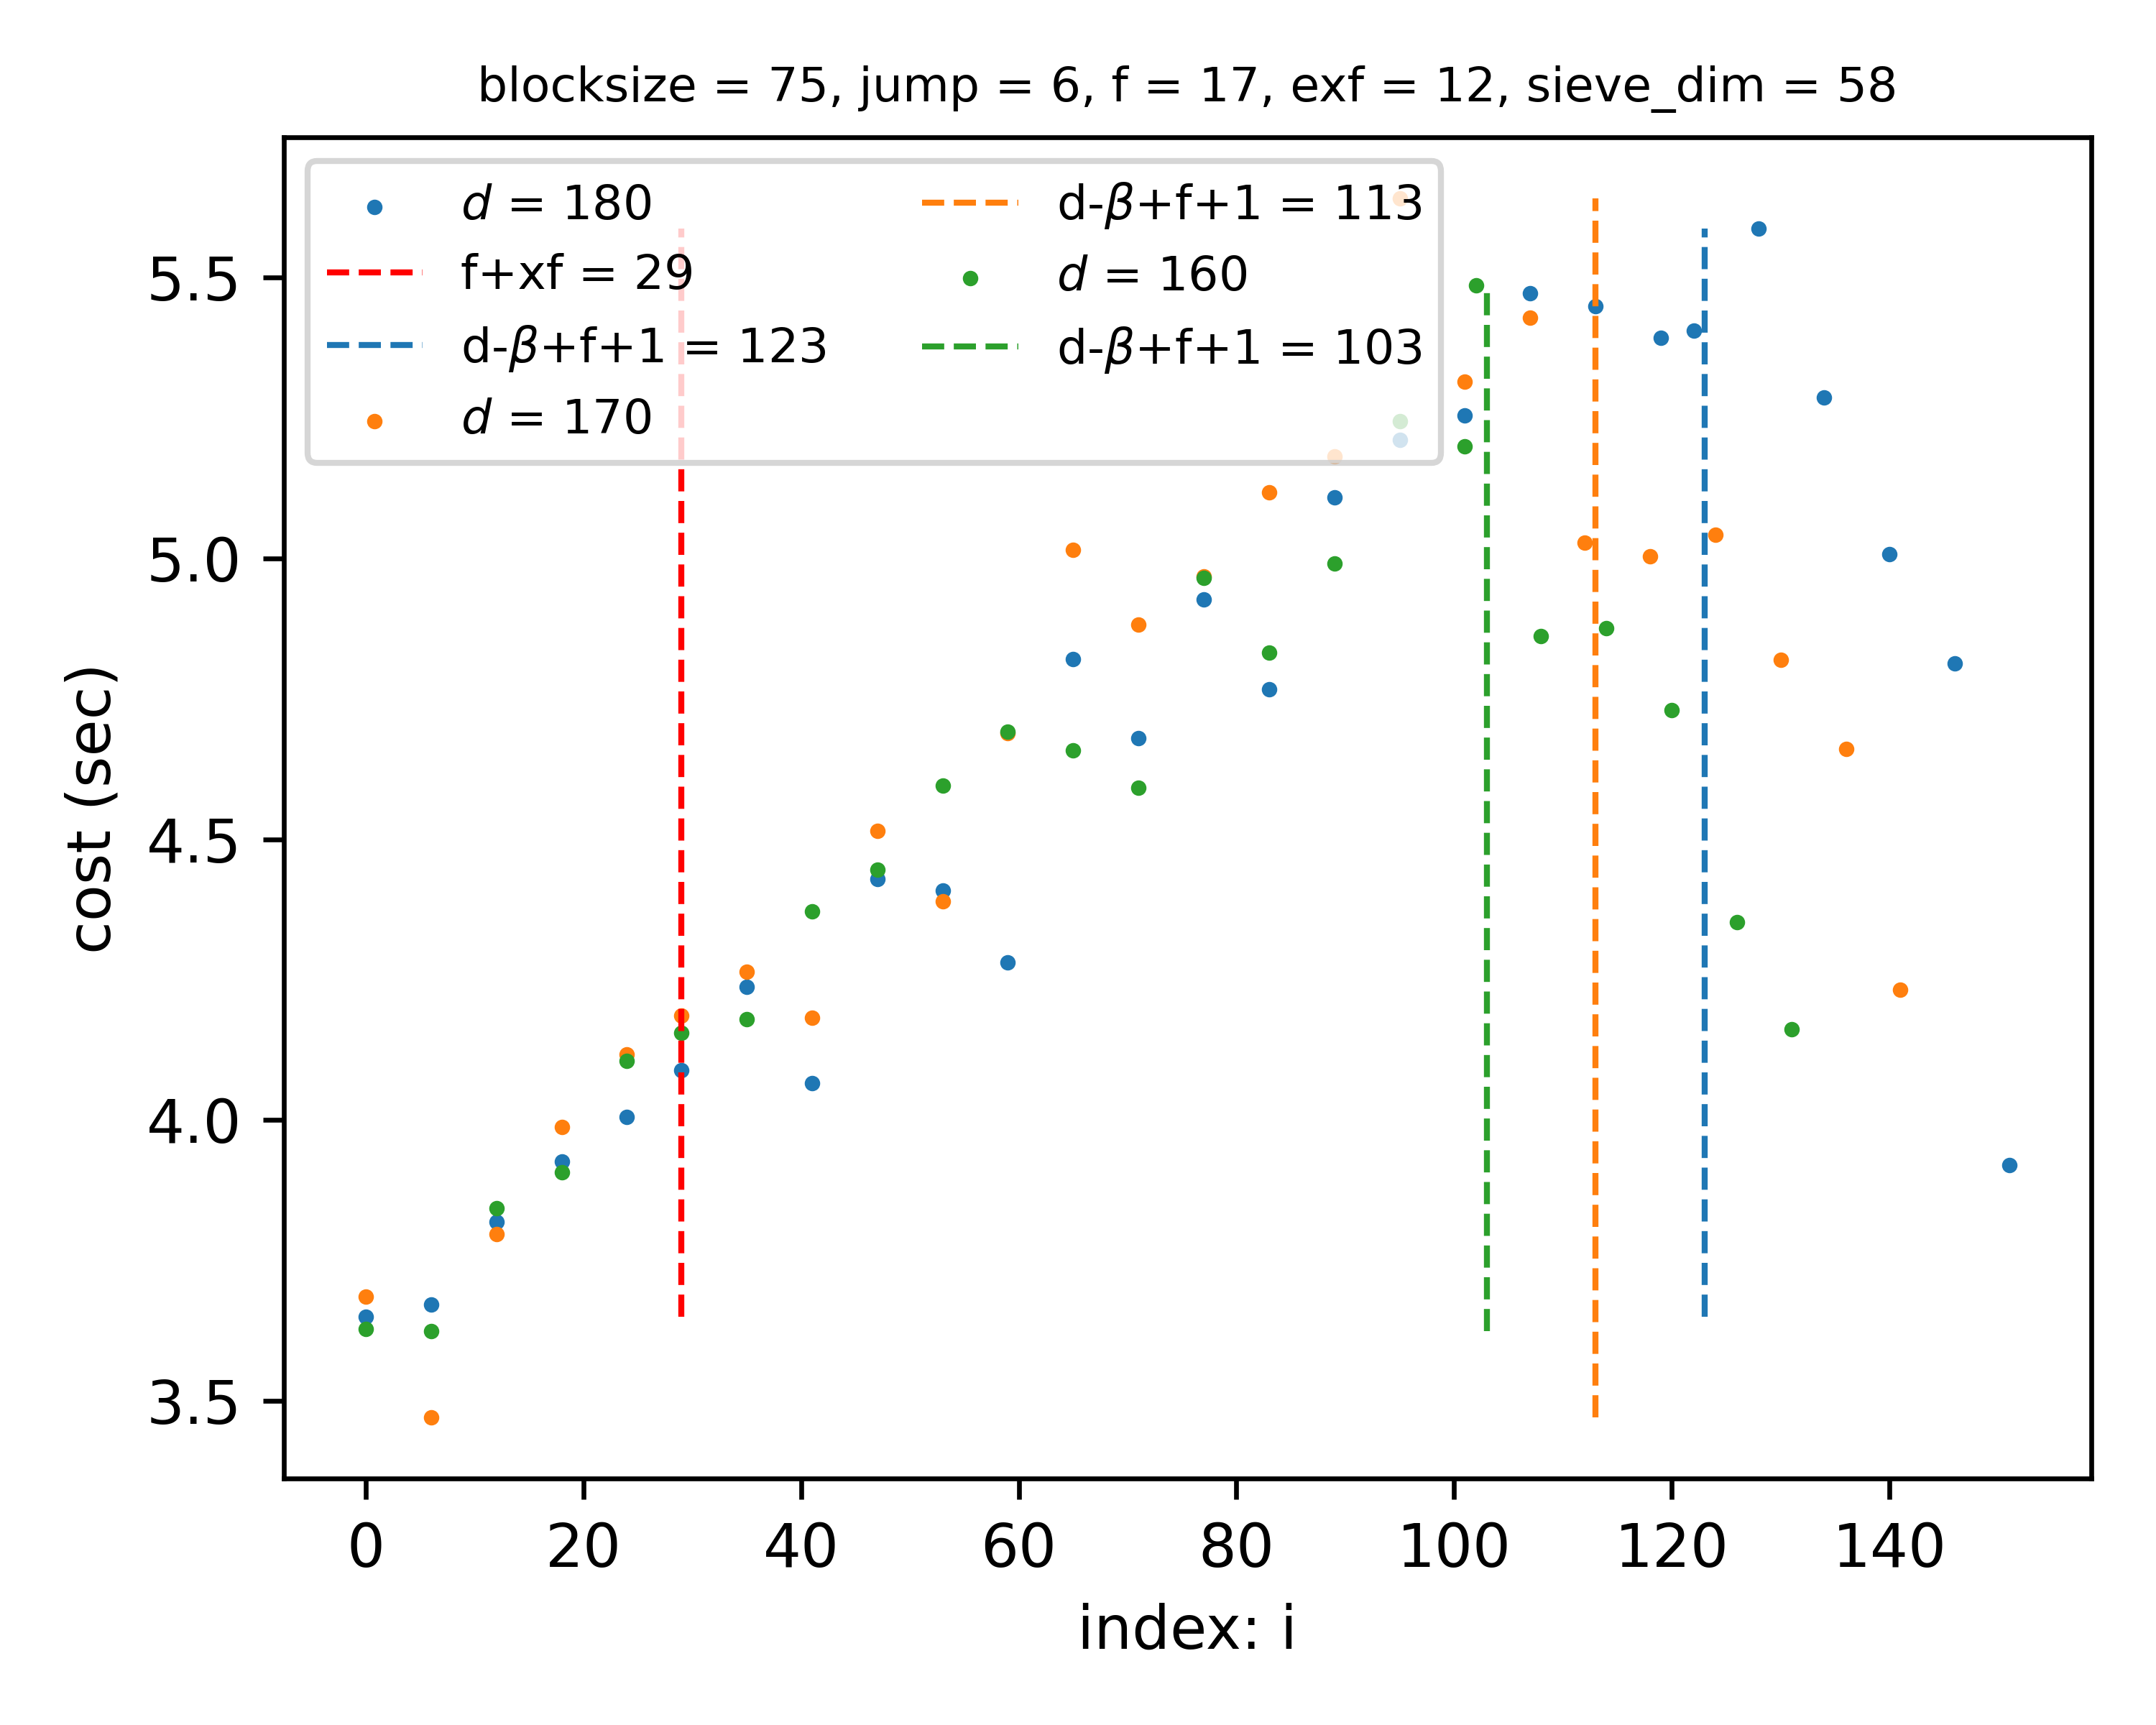 blocksize = 75, jump = 6, f = 17, exf = 12, sieve_dim = 58
d = 180
f+xf = 29
d-β+f+1 = 123
d = 170
d-β+f+1 = 113
d = 160
d-β+f+1 = 103
5.5
5.0
4.5
4.0
3.5
cost (sec)
0 20 40 60 80 100 120 140
index: i